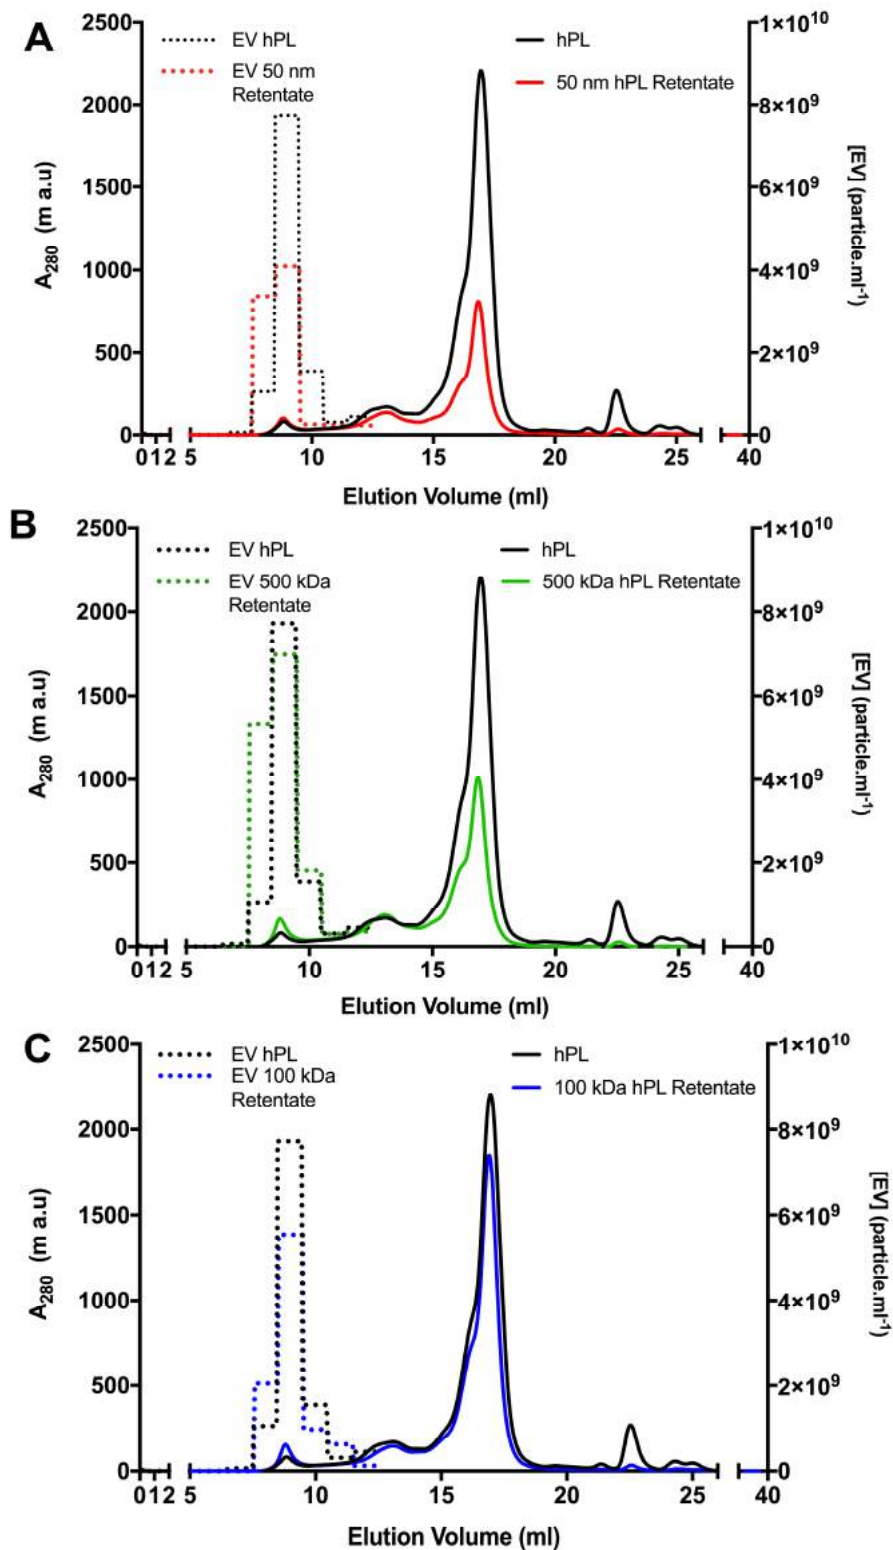 A
EV hPL
EV 50 nm
Retentate
hPL
50 nm hPL Retentate
2500
2000
1500
1000
500
0
A280 (m a.u)
1×10¹⁰
8×10⁹
6×10⁹
4×10⁹
2×10⁹
0
[EV] (particle.ml⁻¹)
0 1 2 5 10 15 20 25 40
Elution Volume (ml)
B
EV hPL
EV 500 kDa
Retentate
hPL
500 kDa hPL Retentate
2500
2000
1500
1000
500
0
A280 (m a.u)
1×10¹⁰
8×10⁹
6×10⁹
4×10⁹
2×10⁹
0
[EV] (particle.ml⁻¹)
0 1 2 5 10 15 20 25 40
Elution Volume (ml)
C
EV hPL
EV 100 kDa
Retentate
hPL
100 kDa hPL Retentate
2500
2000
1500
1000
500
0
A280 (m a.u)
1×10¹⁰
8×10⁹
6×10⁹
4×10⁹
2×10⁹
0
[EV] (particle.ml⁻¹)
0 1 2 5 10 15 20 25 40
Elution Volume (ml)